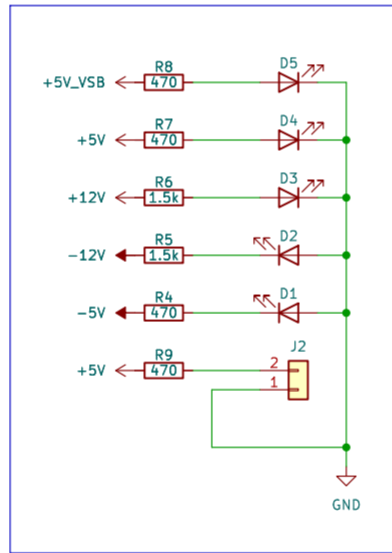 R8 D5
+5V_VSB 470
R7 D4
+5V 470
R6 D3
+12V 1.5k
R5 D2
-12V 1.5k
R4 D1
-5V 470
R9 J2
+5V 470 2
1
GND